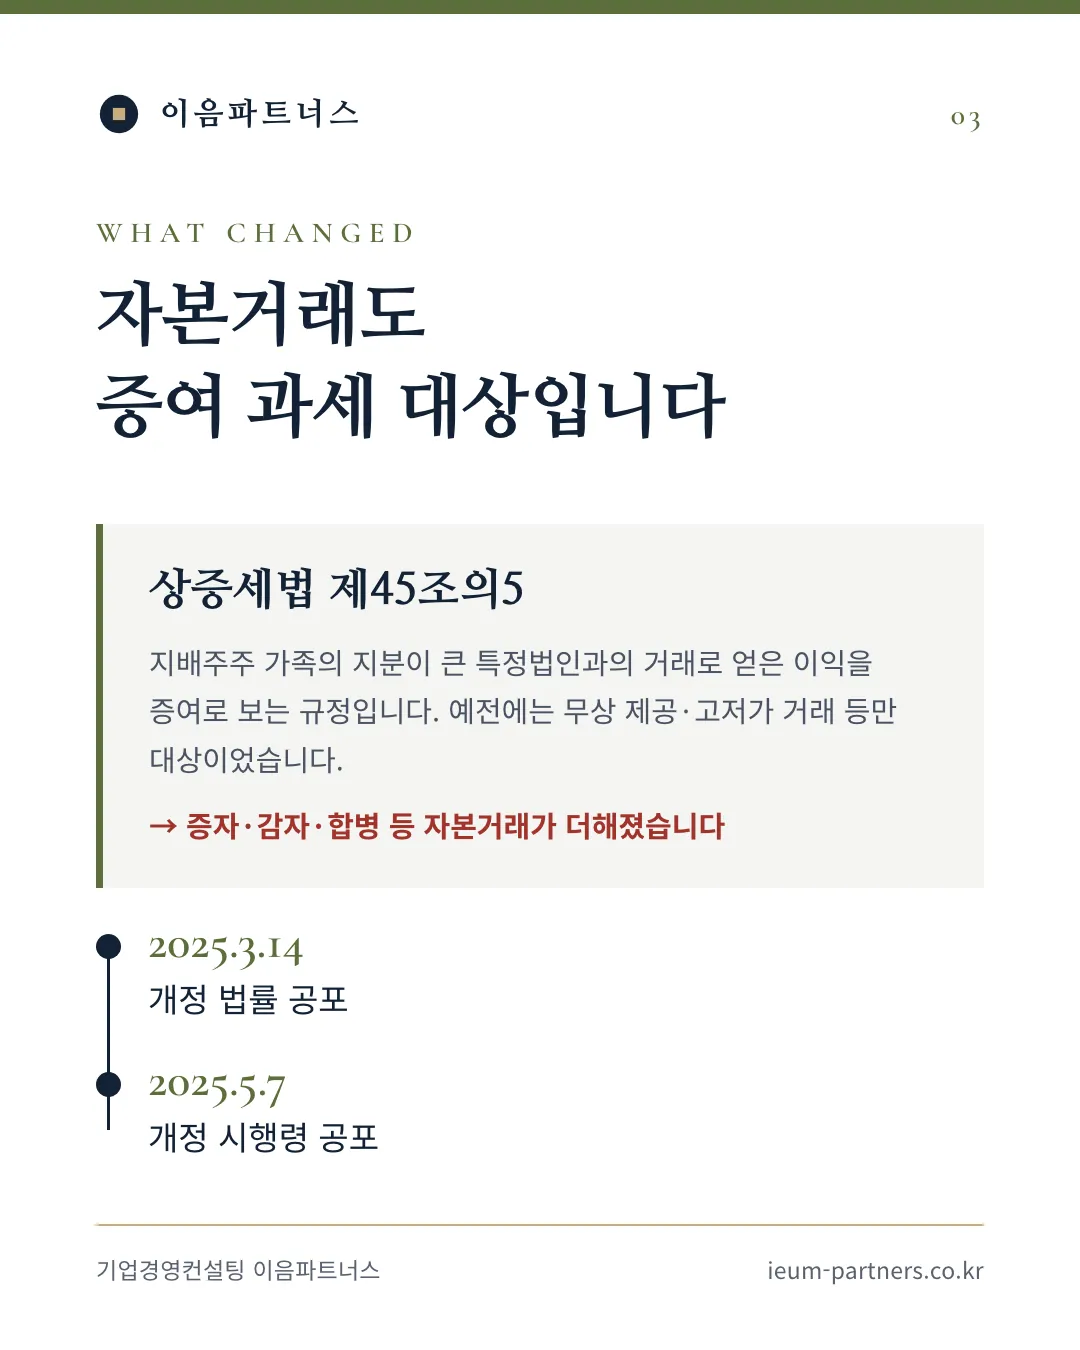 이음파트너스
03
WHAT CHANGED
자본거래도
증여 과세 대상입니다
상증세법 제45조의5
지배주주 가족의 지분이 큰 특정법인과의 거래로 얻은 이익을
증여로 보는 규정입니다. 예전에는 무상 제공·고저가 거래 등만
대상이었습니다.
→ 증자·감자·합병 등 자본거래가 더해졌습니다
2025.3.14
개정 법률 공포
2025.5.7
개정 시행령 공포
기업경영컨설팅 이음파트너스
ieum-partners.co.kr